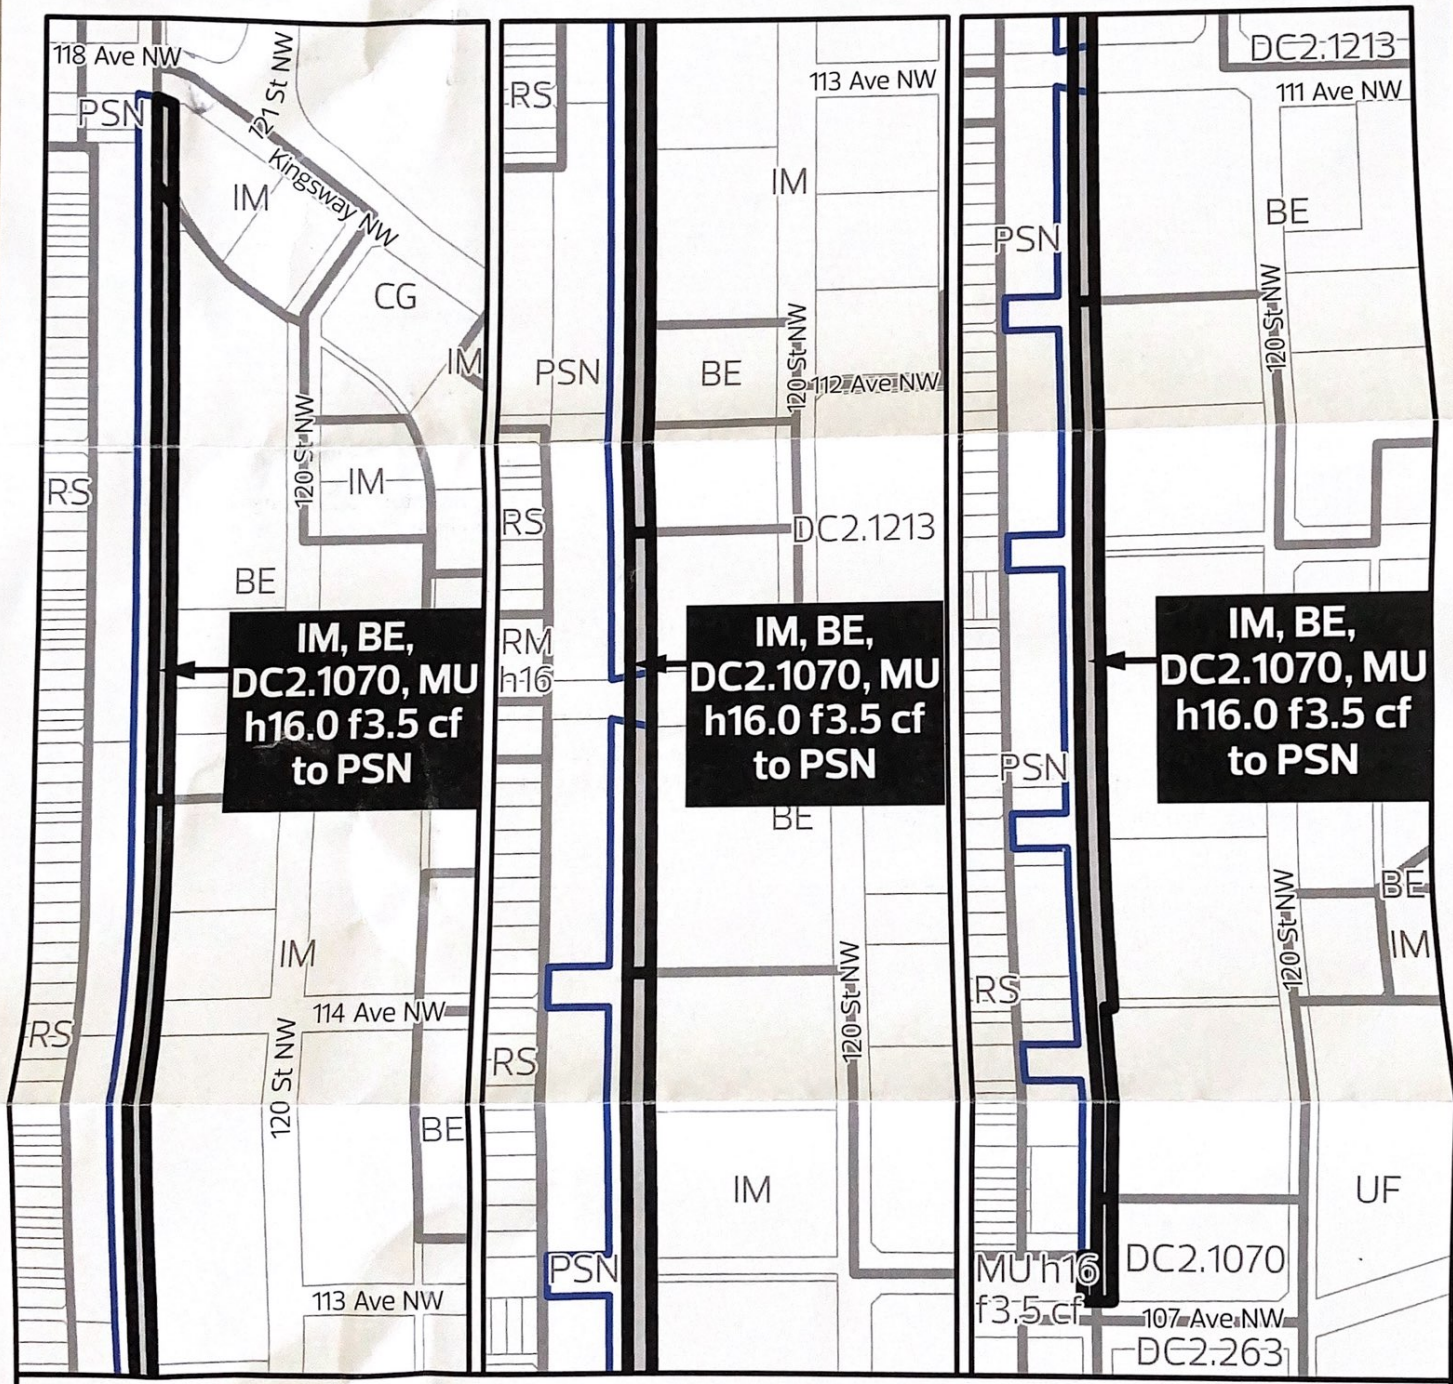 118 Ave NW
121 St NW
PSN
Kingsway NW
IM
CG
IM
120 St NW
RS
IM
BE
IM, BE,
DC2.1070, MU
h16.0 f3.5 cf
to PSN
IM
114 Ave NW
RS
120 St NW
BE
113 Ave NW
RS
113 Ave NW
IM
120 St NW
PSN
BE
112 Ave NW
RS
DC2.1213
RM
h16
IM, BE,
DC2.1070, MU
h16.0 f3.5 cf
to PSN
BE
120 St NW
RS
IM
PSN
DC2.1213
111 Ave NW
BE
PSN
120 St NW
IM, BE,
DC2.1070, MU
h16.0 f3.5 cf
to PSN
PSN
BE
120 St NW
IM
RS
UF
MU h16
f3.5 cf
DC2.1070
107 Ave NW
DC2.263